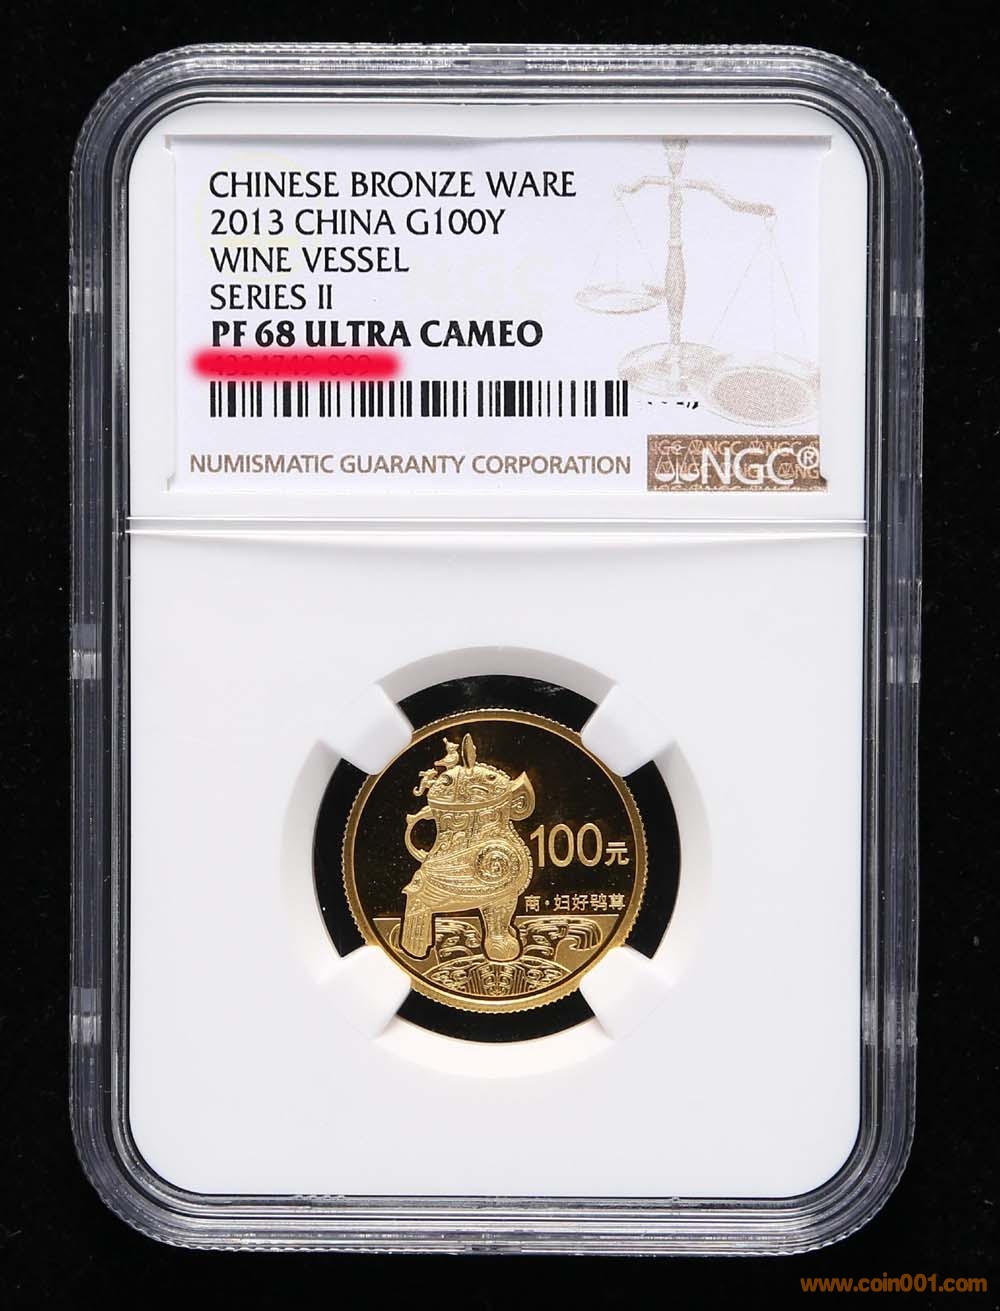 CHINESE BRONZE WARE
2013 CHINA G100Y
WINE VESSEL
SERIES II
PF 68 ULTRA CAMEO
NUMISMATIC GUARANTY CORPORATION
NGC®
100元
商·妇好鸮尊
www.coin001.com